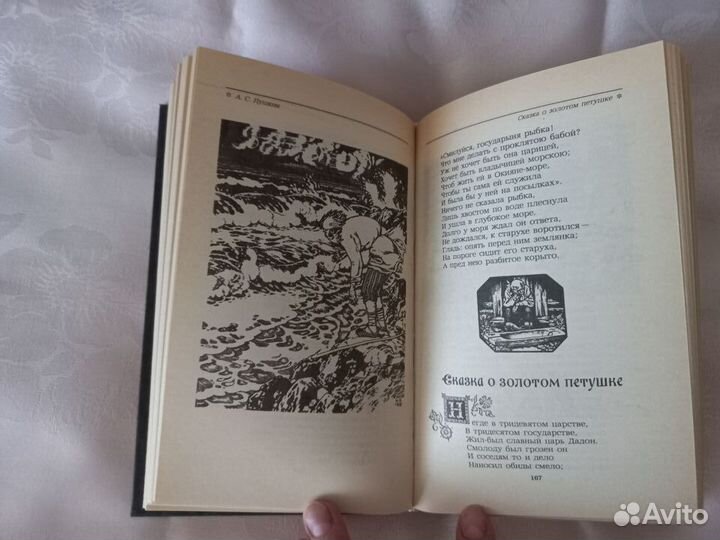 * А. С. Пушкин
Сказка о золотом петушке *
«Смилуйся, государыня рыбка!
Что мне делать с проклятою бабой?
Уж не хочет быть она царицей,
Хочет быть владычицей морскою;
Чтоб жить ей в Окияне-море,
Чтобы ты сама ей служила
И была бы у ней на посылках».
Ничего не сказала рыбка,
Лишь хвостом по воде плеснула
И ушла в глубокое море.
Долго у моря ждал он ответа,
Не дождался, к старухе воротился —
Глядь: опять перед ним землянка;
На пороге сидит его старуха,
А пред нею разбитое корыто.
Сказка о золотом петушке
Негде в тридевятом царстве,
В тридесятом государстве,
Жил-был славный царь Дадон.
Смолоду был грозен он
И соседям то и дело
Наносил обиды смело;
167
Avito